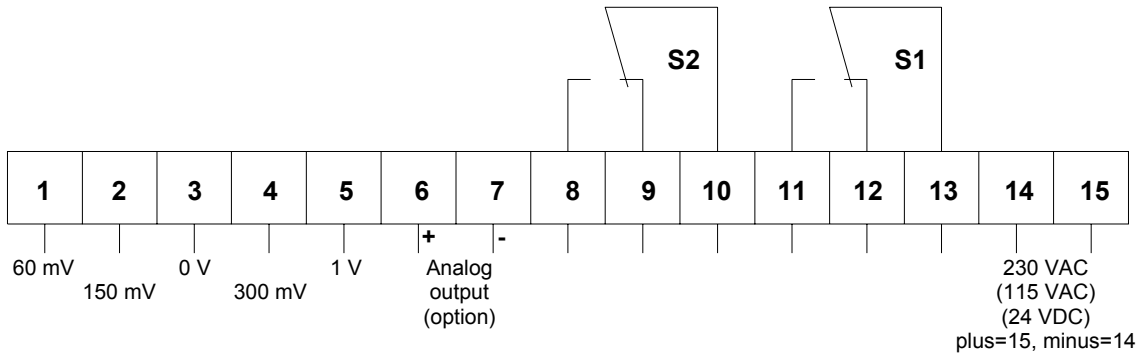 S2 S1
1 2 3 4 5 6 7 8 9 10 11 12 13 14 15
+ -
60 mV 0 V 1 V Analog 230 VAC
150 mV 300 mV output (115 VAC)
(option) (24 VDC)
plus=15, minus=14